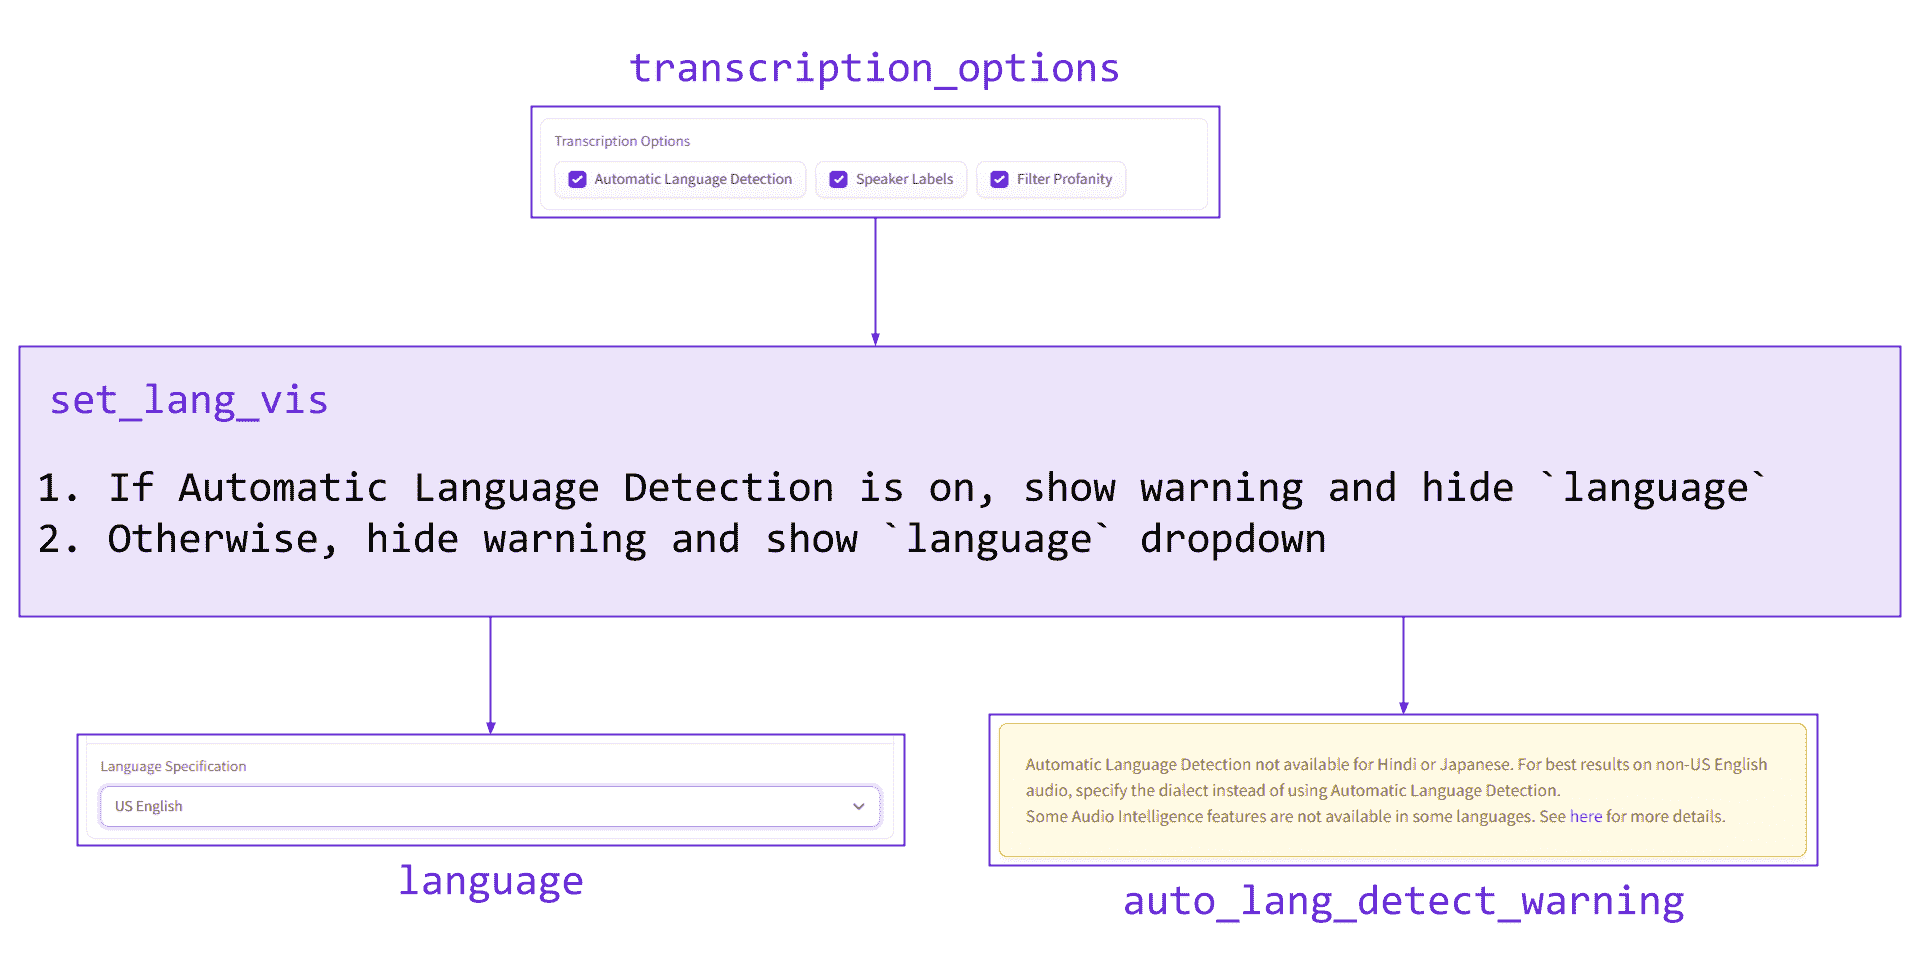 transcription_options
Transcription Options
Automatic Language Detection Speaker Labels Filter Profanity
set_lang_vis
1. If Automatic Language Detection is on, show warning and hide `language`
2. Otherwise, hide warning and show `language` dropdown
Language Specification
US English
language
Automatic Language Detection not available for Hindi or Japanese. For best results on non-US English
audio, specify the dialect instead of using Automatic Language Detection.
Some Audio Intelligence features are not available in some languages. See here for more details.
auto_lang_detect_warning